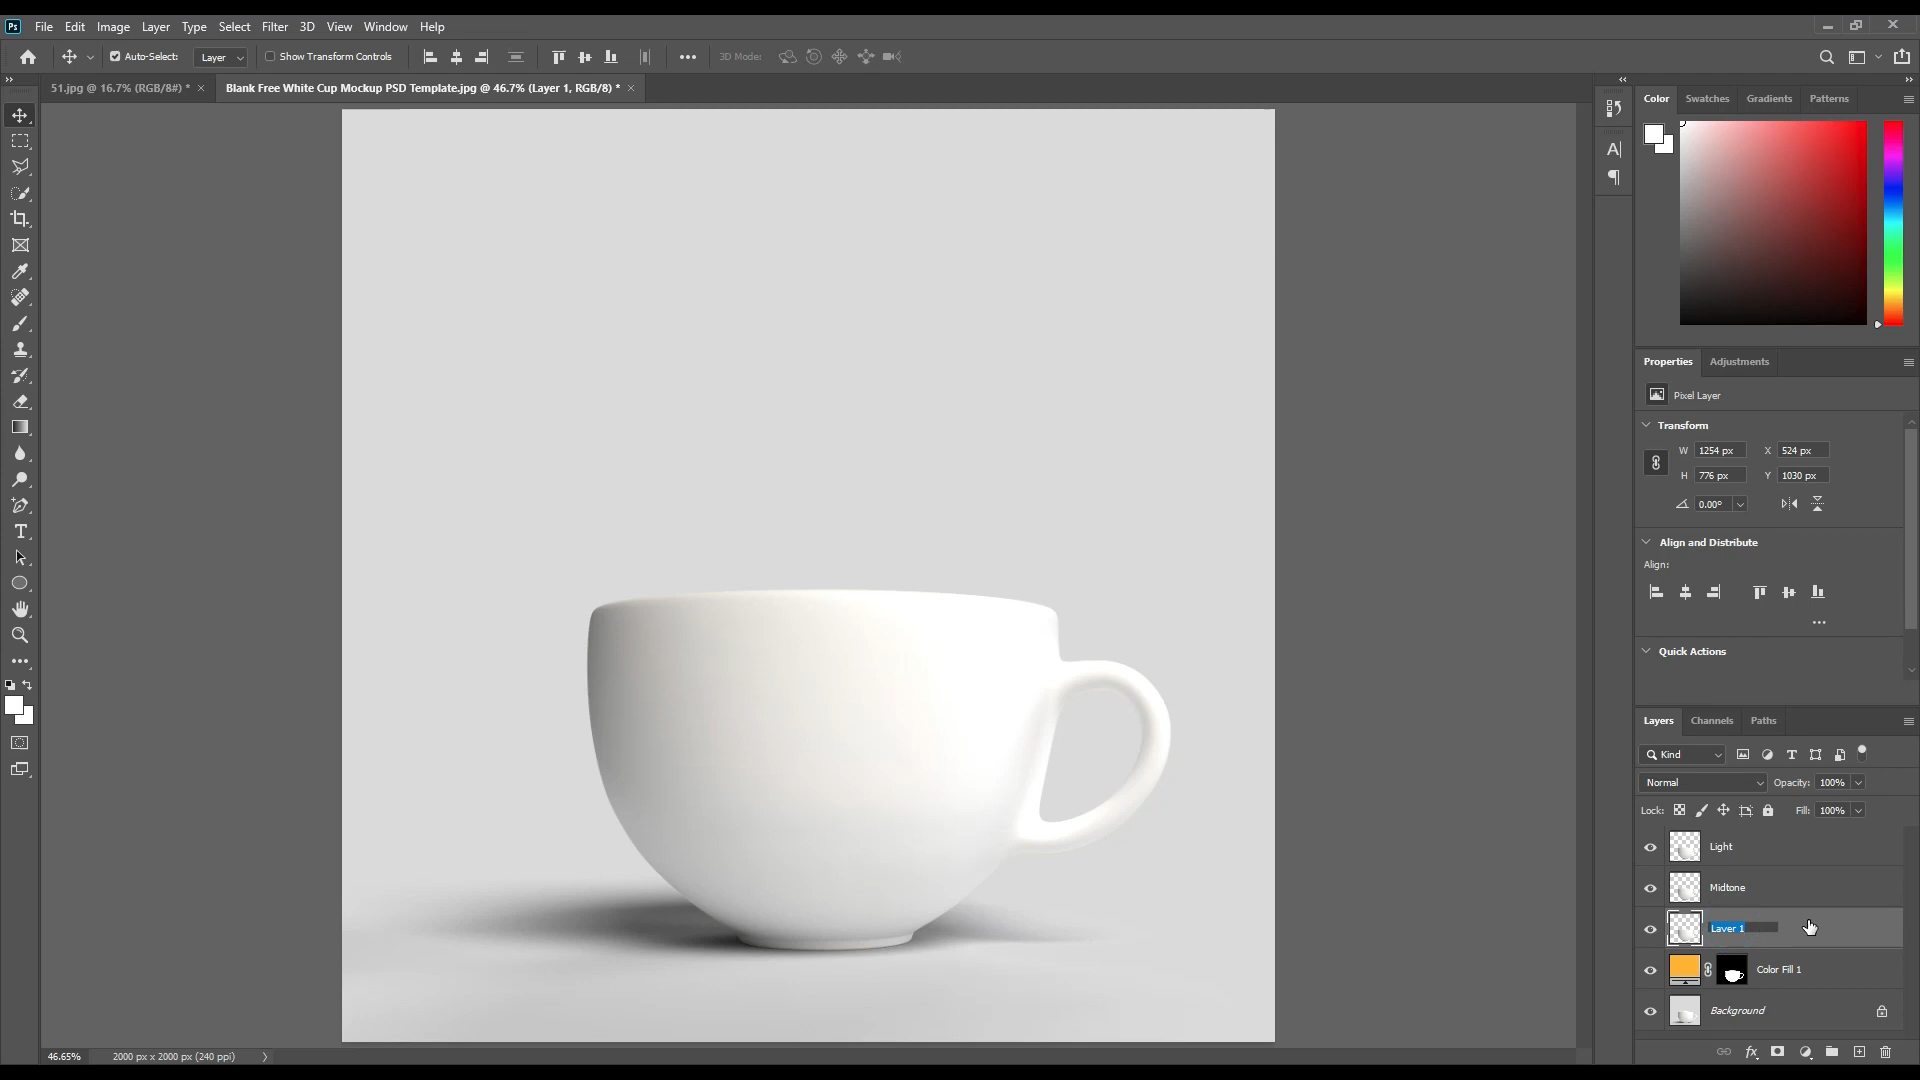 Ps File Edit Image Layer Type Select Filter 3D View Window Help
Auto-Select: Layer Show Transform Controls 3D Mode:
51.jpg @ 16.7% (RGB/8#) * × Blank Free White Cup Mockup PSD Template.jpg @ 46.7% (Layer 1, RGB/8) * ×
Color Swatches Gradients Patterns
Properties Adjustments
Pixel Layer
Transform
W 1254 px X 524 px
H 776 px Y 1030 px
0.00°
Align and Distribute
Align:
Quick Actions
Layers Channels Paths
Kind
Normal Opacity: 100%
Lock: Fill: 100%
Light
Midtone
Layer 1
Color Fill 1
Background
fx
46.65% 2000 px x 2000 px (240 ppi)